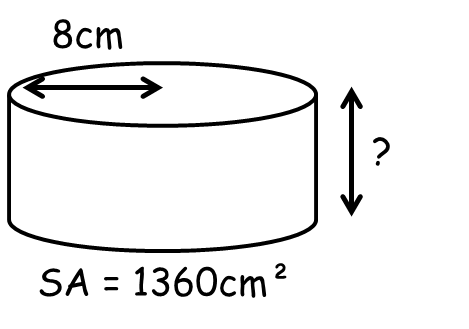 8cm
?
SA = 1360cm²